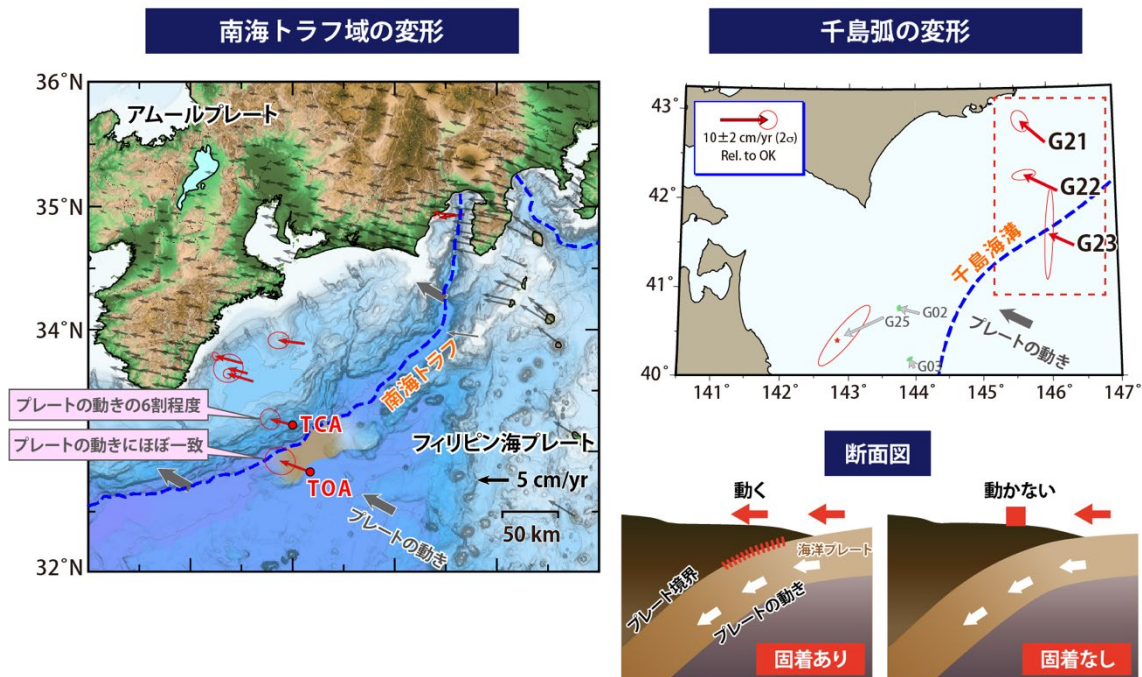 南海トラフ域の変形
千島弧の変形
36°N
35°N
34°N
33°N
32°N
アムールプレート
南海トラフ
プレートの動きの6割程度
TCA
プレートの動きにほぼ一致
TOA
フィリピン海プレート
5 cm/yr
プレートの動き
50 km
43°
42°
41°
40°
10±2 cm/yr (2σ)
Rel. to OK
G21
G22
G23
千島海溝
G02
G25
G03
プレートの動き
141°
142°
143°
144°
145°
146°
147°
断面図
動く
動かない
海洋プレート
プレート境界
プレートの動き
固着あり
固着なし